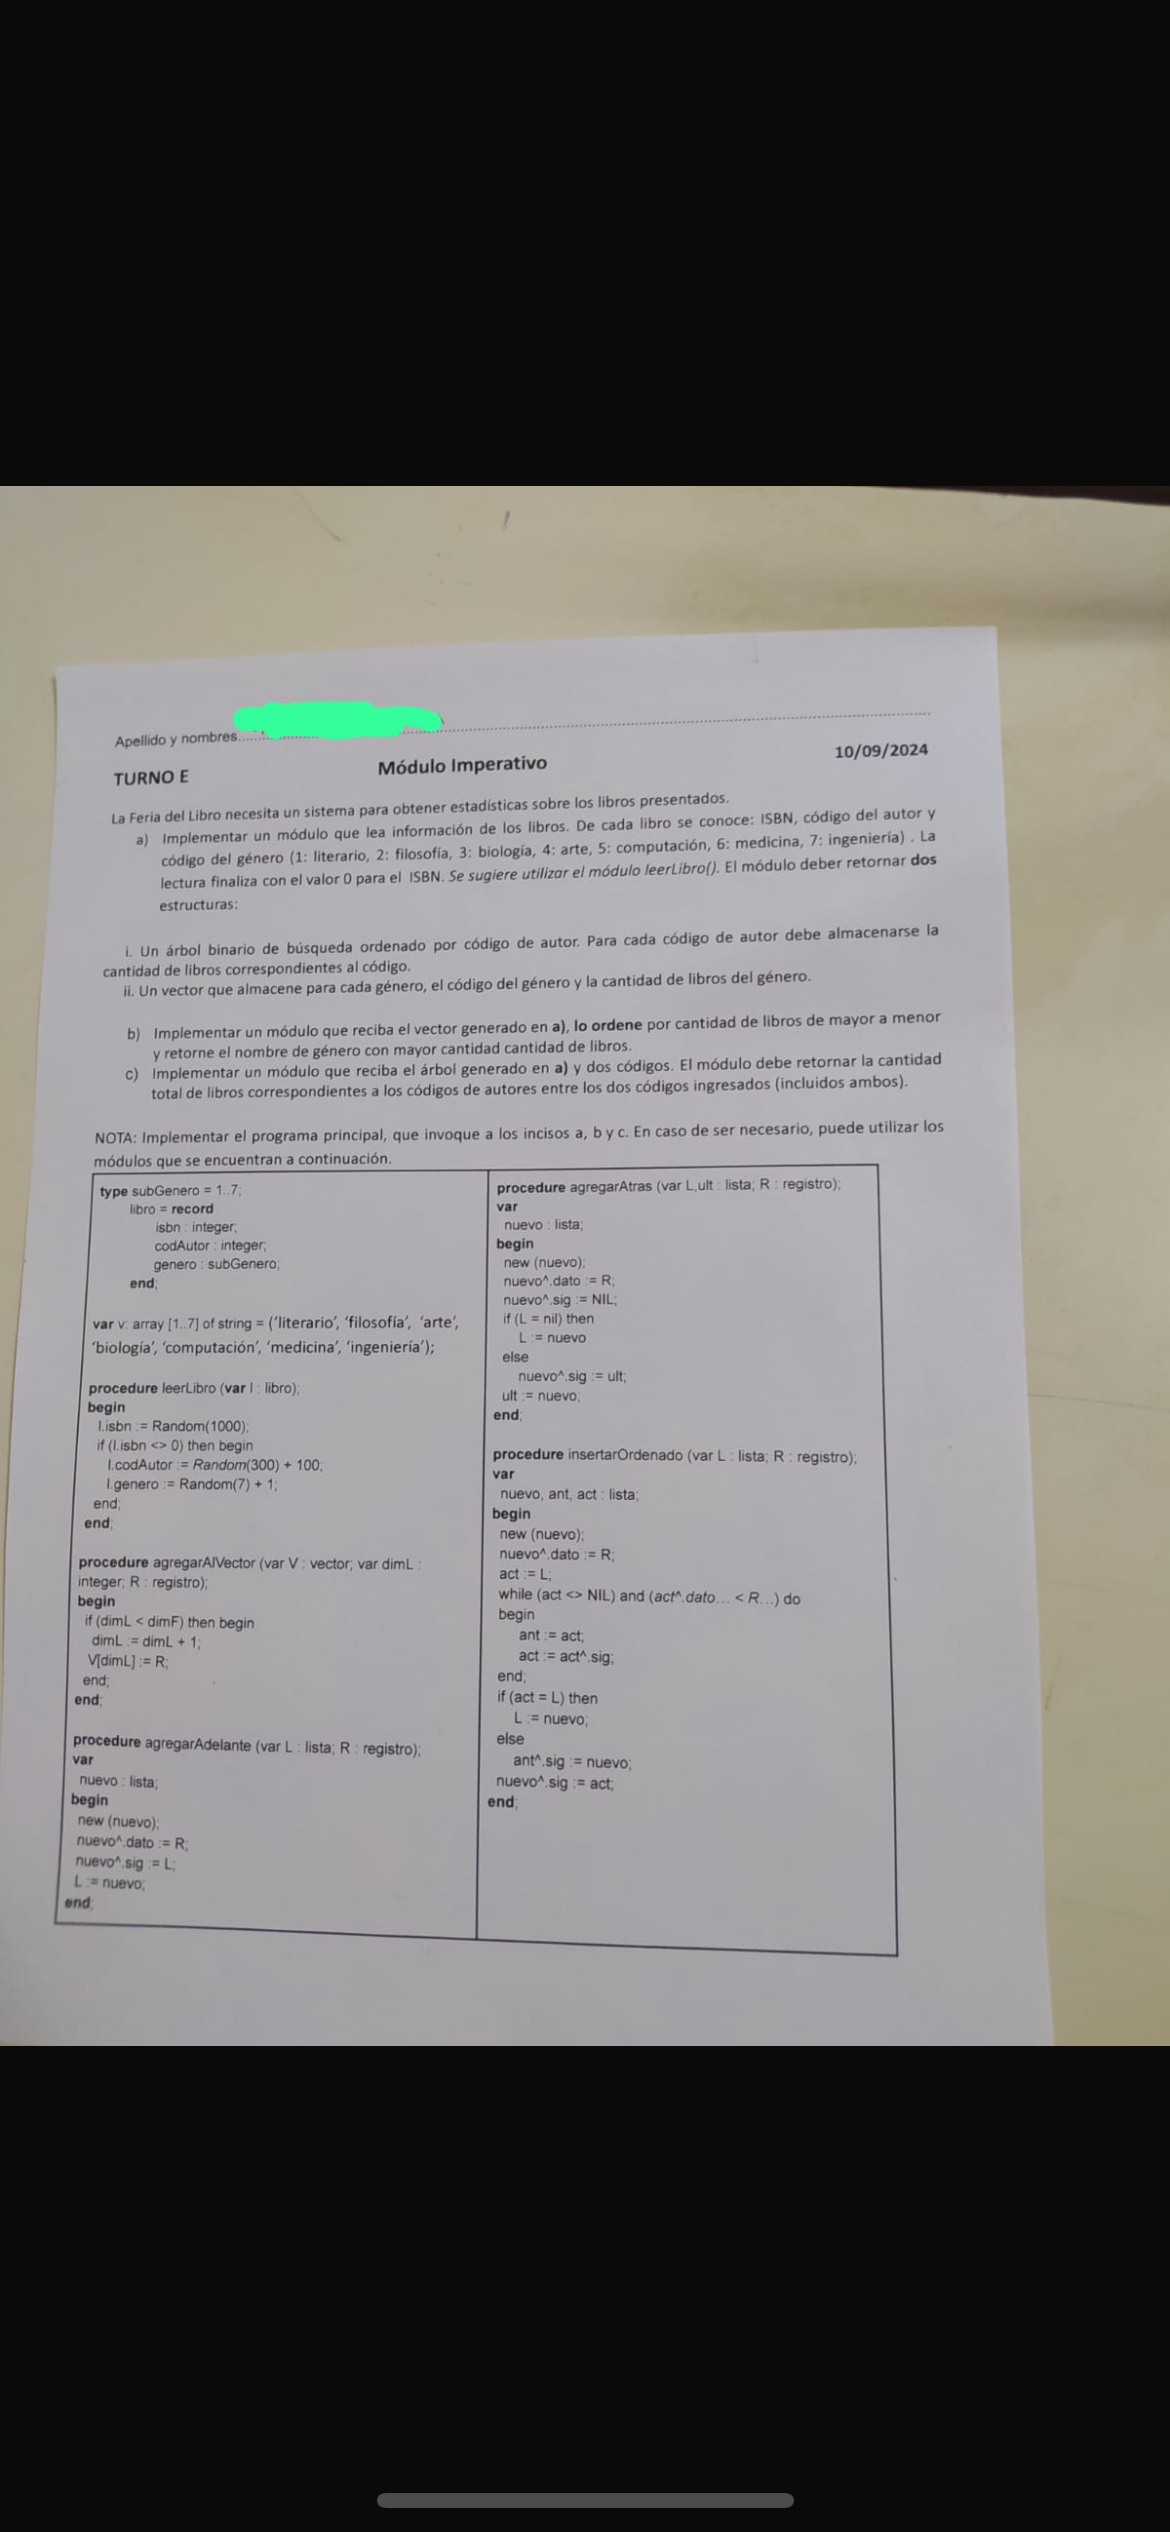 Apellido y nombres
TURNO E
Módulo Imperativo
10/09/2024
La Feria del Libro necesita un sistema para obtener estadísticas sobre los libros presentados.
a) Implementar un módulo que lea información de los libros. De cada libro se conoce: ISBN, código del autor y
código del género (1: literario, 2: filosofía, 3: biología, 4: arte, 5: computación, 6: medicina, 7: ingeniería) . La
lectura finaliza con el valor 0 para el ISBN. Se sugiere utilizar el módulo leerLibro(). El módulo deber retornar dos
estructuras:
i. Un árbol binario de búsqueda ordenado por código de autor. Para cada código de autor debe almacenarse la
cantidad de libros correspondientes al código.
ii. Un vector que almacene para cada género, el código del género y la cantidad de libros del género.
b) Implementar un módulo que reciba el vector generado en a), lo ordene por cantidad de libros de mayor a menor
y retorne el nombre de género con mayor cantidad cantidad de libros.
c) Implementar un módulo que reciba el árbol generado en a) y dos códigos. El módulo debe retornar la cantidad
total de libros correspondientes a los códigos de autores entre los dos códigos ingresados (incluidos ambos).
NOTA: Implementar el programa principal, que invoque a los incisos a, b y c. En caso de ser necesario, puede utilizar los
módulos que se encuentran a continuación.
type subGenero = 1..7;
libro = record
isbn : integer;
codAutor : integer;
genero : subGenero;
end;
var v: array [1..7] of string = (‘literario’, ‘filosofía’, ‘arte’,
‘biología’, ‘computación’, ‘medicina’, ‘ingeniería’);
procedure leerLibro (var l : libro);
begin
l.isbn := Random(1000);
if (l.isbn <> 0) then begin
l.codAutor := Random(300) + 100;
l.genero := Random(7) + 1;
end;
end;
procedure agregarAlVector (var V : vector; var dimL :
integer; R : registro);
begin
if (dimL < dimF) then begin
dimL := dimL + 1;
V[dimL] := R;
end;
end;
procedure agregarAdelante (var L : lista; R : registro);
var
nuevo : lista;
begin
new (nuevo);
nuevo^.dato := R;
nuevo^.sig := L;
L := nuevo;
end;
procedure agregarAtras (var L,ult : lista; R : registro);
var
nuevo : lista;
begin
new (nuevo);
nuevo^.dato := R;
nuevo^.sig := NIL;
if (L = nil) then
L := nuevo
else
nuevo^.sig := ult;
ult := nuevo;
end;
procedure insertarOrdenado (var L : lista; R : registro);
var
nuevo, ant, act : lista;
begin
new (nuevo);
nuevo^.dato := R;
act := L;
while (act <> NIL) and (act^.dato... < R...) do
begin
ant := act;
act := act^.sig;
end;
if (act = L) then
L := nuevo;
else
ant^.sig := nuevo;
nuevo^.sig := act;
end;